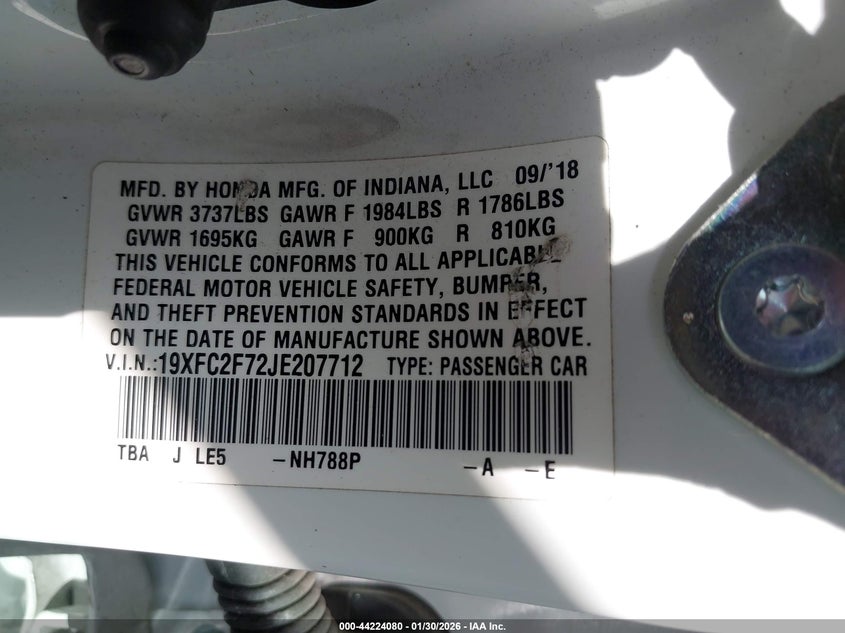 MFD. BY HONDA MFG. OF INDIANA, LLC 09/'18
GVWR 3737LBS GAWR F 1984LBS R 1786LBS
GVWR 1695KG GAWR F 900KG R 810KG
THIS VEHICLE CONFORMS TO ALL APPLICABLE
FEDERAL MOTOR VEHICLE SAFETY, BUMPER,
AND THEFT PREVENTION STANDARDS IN EFFECT
ON THE DATE OF MANUFACTURE SHOWN ABOVE.
V.I.N.:19XFC2F72JE207712 TYPE: PASSENGER CAR
TBA J LE5 -NH788P -A -E
000-44224080 - 01/30/2026 - IAA Inc.